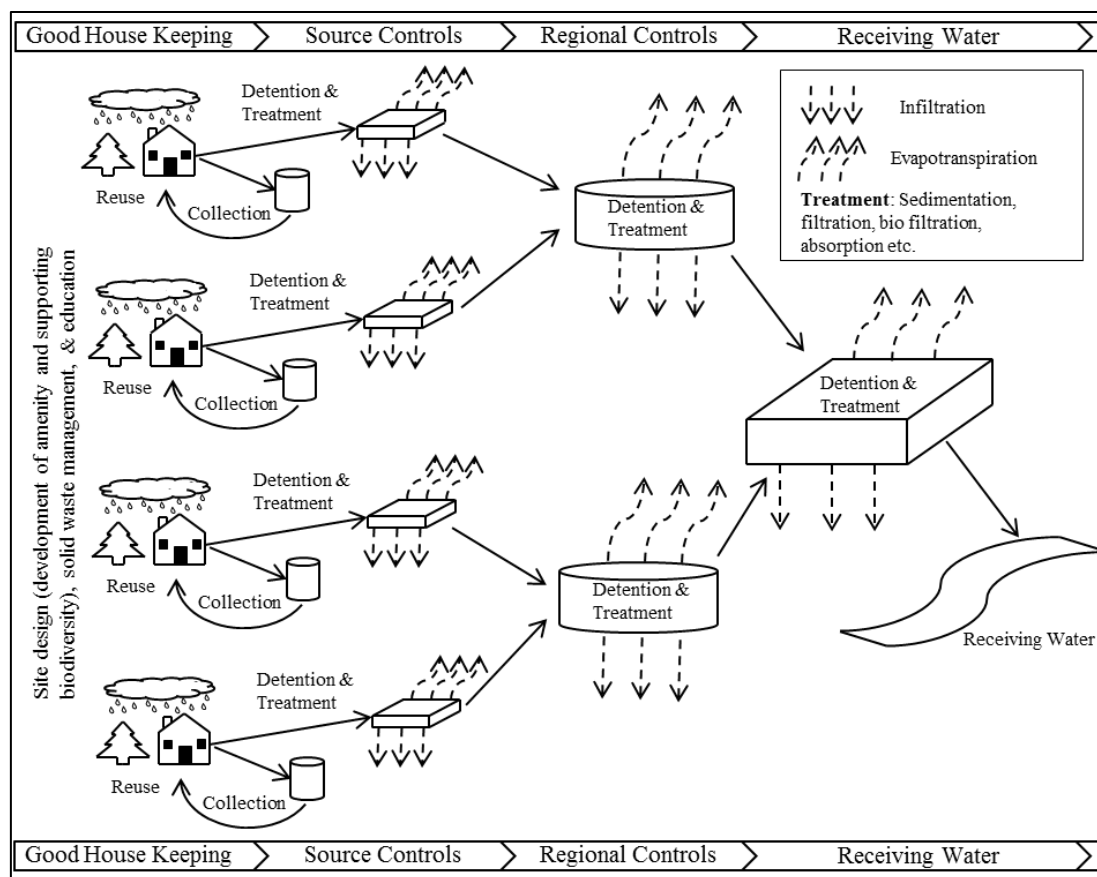 Good House Keeping
Source Controls
Regional Controls
Receiving Water
Detention &
Treatment
Reuse
Collection
Detention &
Treatment
Infiltration
Evapotranspiration
Treatment: Sedimentation,
filtration, bio filtration,
absorption etc.
Site design (development of amenity and supporting
biodiversity), solid waste management, & education
Detention &
Treatment
Reuse
Collection
Detention &
Treatment
Detention &
Treatment
Reuse
Collection
Detention &
Treatment
Receiving Water
Detention &
Treatment
Reuse
Collection
Good House Keeping
Source Controls
Regional Controls
Receiving Water